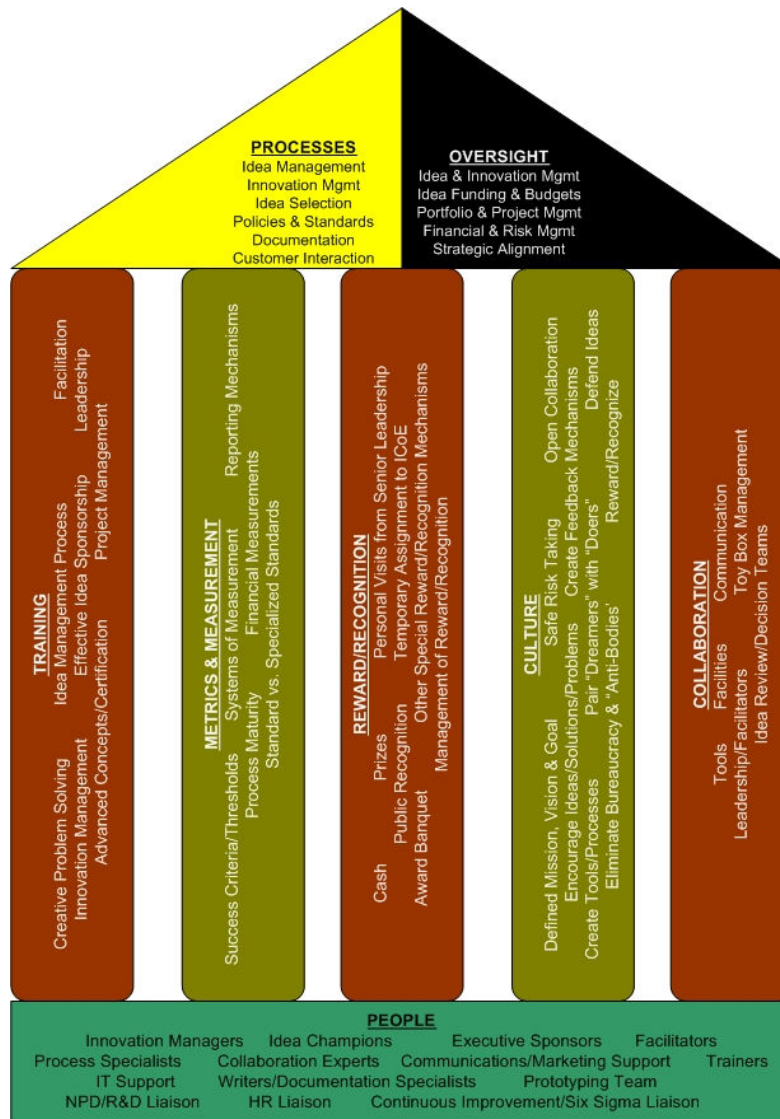 PROCESSES
Idea Management
Innovation Mgmt
Idea Selection
Policies & Standards
Documentation
Customer Interaction
OVERSIGHT
Idea & Innovation Mgmt
Idea Funding & Budgets
Portfolio & Project Mgmt
Financial & Risk Mgmt
Strategic Alignment
TRAINING
Creative Problem Solving Idea Management Process Facilitation
Innovation Management Effective Idea Sponsorship Leadership
Advanced Concepts/Certification Project Management
METRICS & MEASUREMENT
Success Criteria/Thresholds Systems of Measurement Reporting Mechanisms
Process Maturity Financial Measurements
Standard vs. Specialized Standards
REWARD/RECOGNITION
Cash Prizes Personal Visits from Senior Leadership
Public Recognition Temporary Assignment to ICoE
Award Banquet Other Special Reward/Recognition Mechanisms
Management of Reward/Recognition
CULTURE
Defined Mission, Vision & Goal Safe Risk Taking Open Collaboration
Encourage Ideas/Solutions/Problems Create Feedback Mechanisms
Create Tools/Processes Pair “Dreamers” with “Doers” Defend Ideas
Eliminate Bureaucracy & “Anti-Bodies’ Reward/Recognize
COLLABORATION
Tools Facilities Communication
Leadership/Facilitators Toy Box Management
Idea Review/Decision Teams
PEOPLE
Innovation Managers Idea Champions Executive Sponsors Facilitators
Process Specialists Collaboration Experts Communications/Marketing Support Trainers
IT Support Writers/Documentation Specialists Prototyping Team
NPD/R&D Liaison HR Liaison Continuous Improvement/Six Sigma Liaison